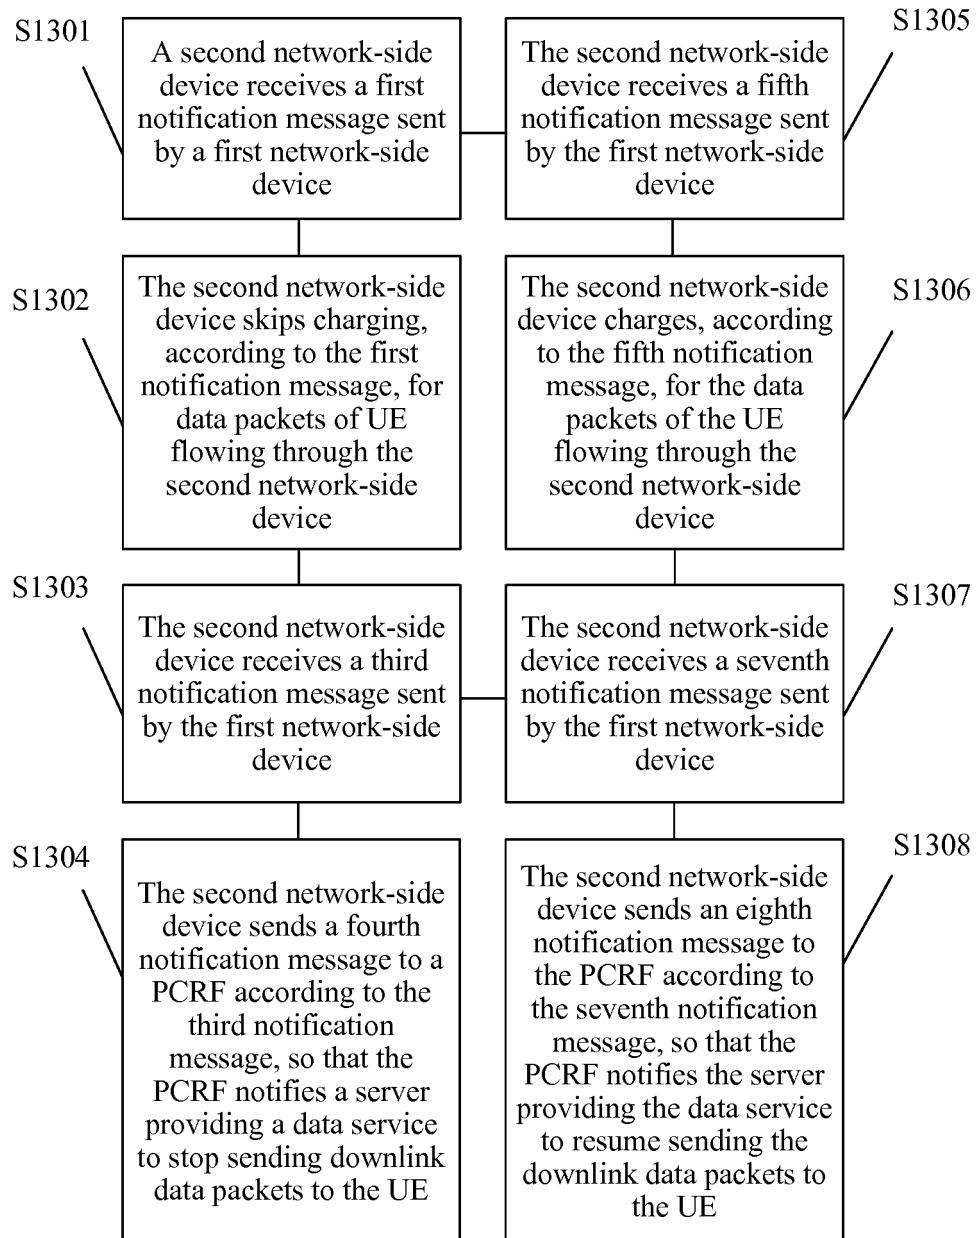 S1301
A second network-side
device receives a first
notification message sent
by a first network-side
device
S1302
The second network-side
device skips charging,
according to the first
notification message, for
data packets of UE
flowing through the
second network-side
device
S1303
The second network-side
device receives a third
notification message sent
by the first network-side
device
S1304
The second network-side
device sends a fourth
notification message to a
PCRF according to the
third notification
message, so that the
PCRF notifies a server
providing a data service
to stop sending downlink
data packets to the UE
S1305
The second network-side
device receives a fifth
notification message sent
by the first network-side
device
S1306
The second network-side
device charges, according
to the fifth notification
message, for the data
packets of the UE
flowing through the
second network-side
device
S1307
The second network-side
device receives a seventh
notification message sent
by the first network-side
device
S1308
The second network-side
device sends an eighth
notification message to
the PCRF according to
the seventh notification
message, so that the
PCRF notifies the server
providing the data service
to resume sending the
downlink data packets to
the UE